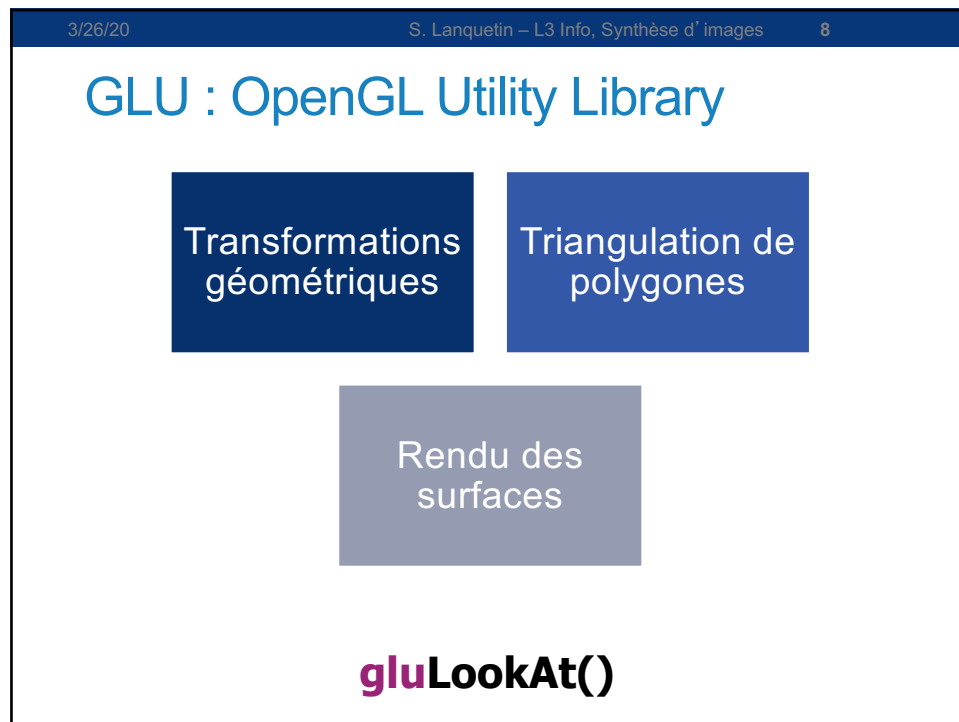 3/26/20 S. Lanquetin – L3 Info, Synthèse d'images 8
GLU : OpenGL Utility Library
Transformations
géométriques
Triangulation de
polygones
Rendu des
surfaces
gluLookAt()